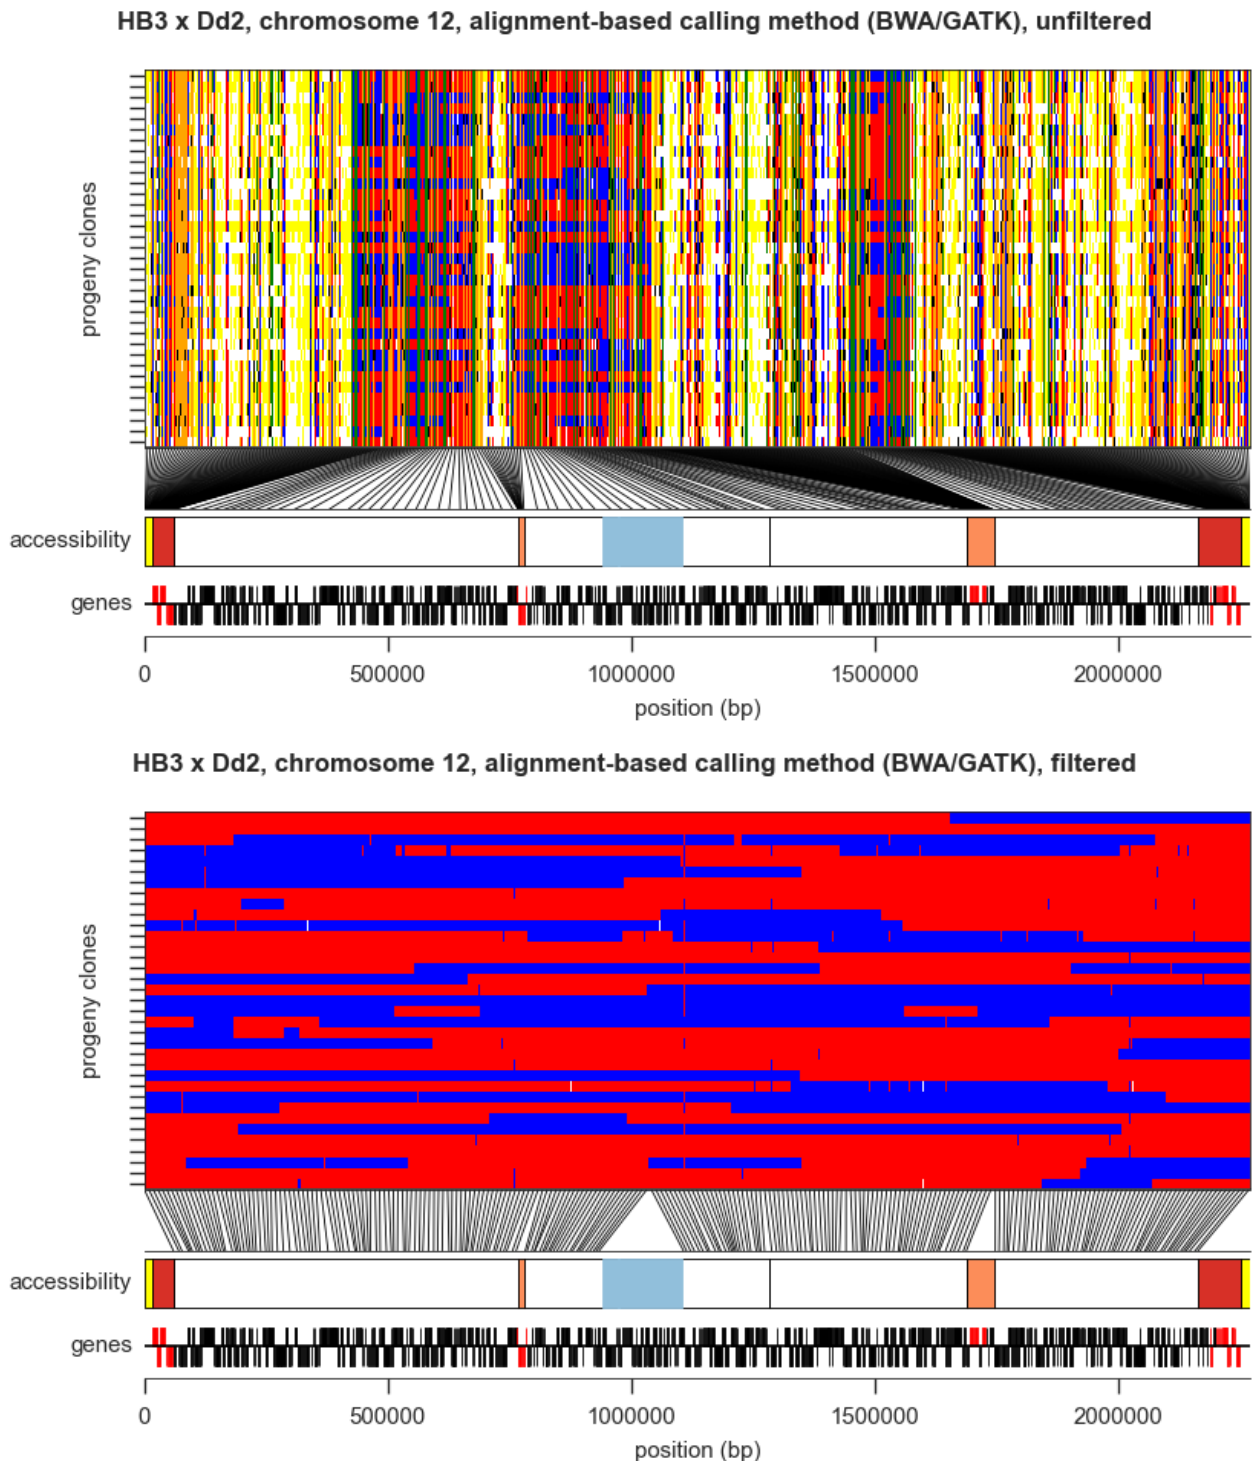 HB3 x Dd2, chromosome 12, alignment-based calling method (BWA/GATK), unfiltered
progeny clones
accessibility
genes
0 500000 1000000 1500000 2000000
position (bp)
HB3 x Dd2, chromosome 12, alignment-based calling method (BWA/GATK), filtered
progeny clones
accessibility
genes
0 500000 1000000 1500000 2000000
position (bp)